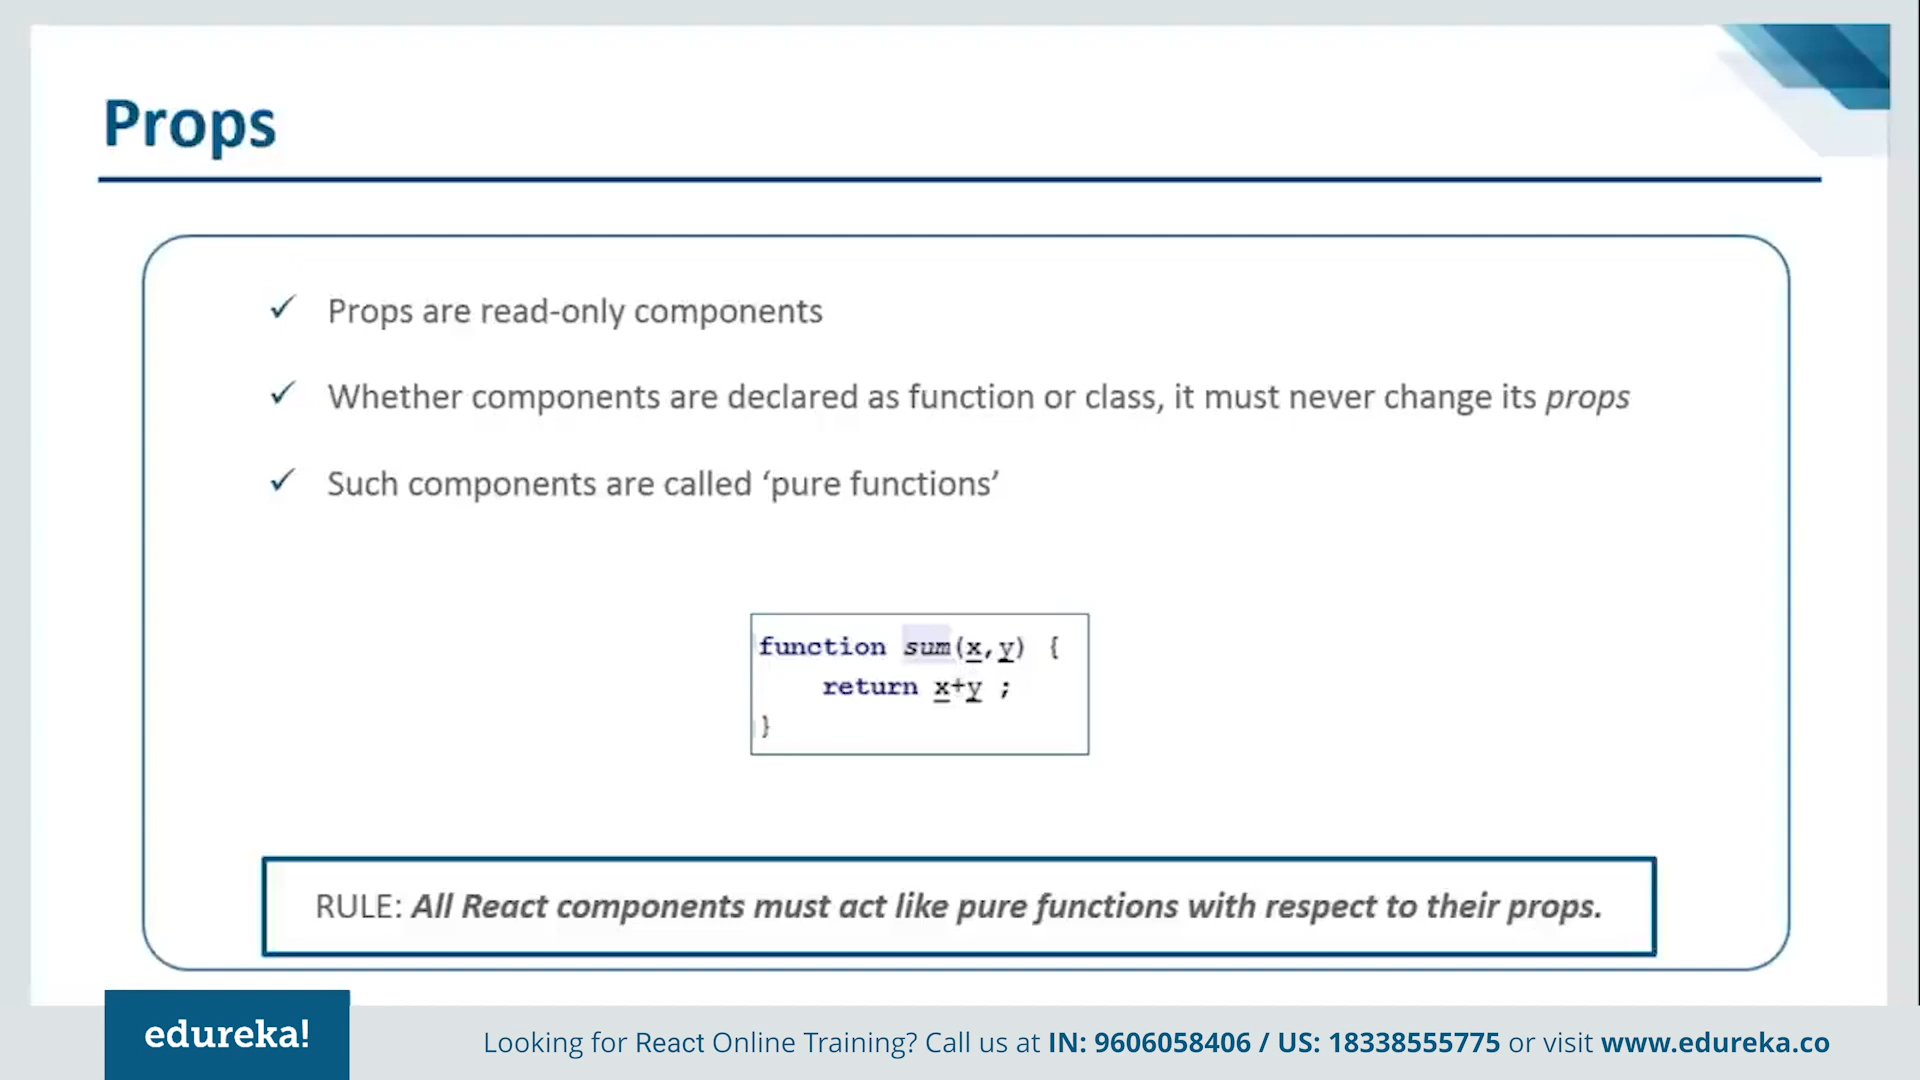 Props
Props are read-only components
Whether components are declared as function or class, it must never change its props
Such components are called ‘pure functions’
function sum(x,y) {
    return x+y ;
}
RULE: All React components must act like pure functions with respect to their props.
edureka!
Looking for React Online Training? Call us at IN: 9606058406 / US: 18338555775 or visit www.edureka.co